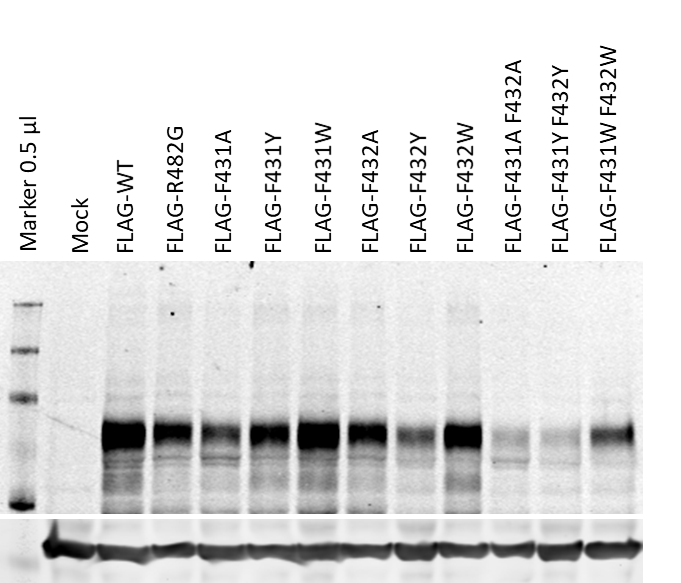 Marker 0.5 µl
Mock
FLAG-WT
FLAG-R482G
FLAG-F431A
FLAG-F431Y
FLAG-F431W
FLAG-F432A
FLAG-F432Y
FLAG-F432W
FLAG-F431A F432A
FLAG-F431Y F432Y
FLAG-F431W F432W